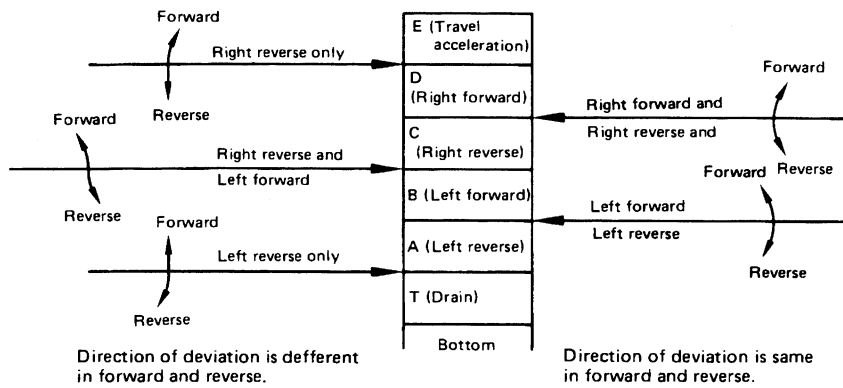 Forward
Right reverse only
Reverse
Forward
Right reverse and
Left forward
Reverse
Forward
Left reverse only
Reverse
E (Travel
acceleration)
D
(Right forward)
C
(Right reverse)
B (Left forward)
A (Left reverse)
T (Drain)
Bottom
Forward
Right forward and
Right reverse and
Reverse
Forward
Left forward
Left reverse
Reverse
Direction of deviation is defferent
in forward and reverse.
Direction of deviation is same
in forward and reverse.